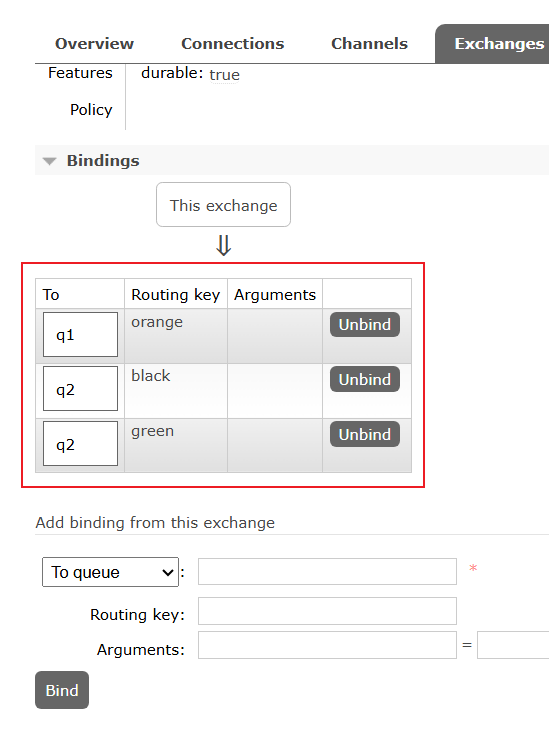 Overview Connections Channels Exchanges
Features durable: true
Policy
Bindings
This exchange
⇓
To Routing key Arguments
q1 orange Unbind
q2 black Unbind
q2 green Unbind
Add binding from this exchange
To queue : *
Routing key:
Arguments: =
Bind